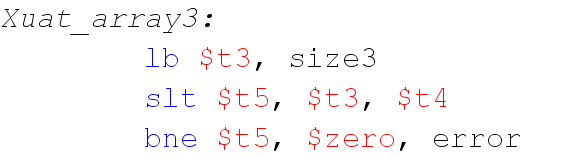 Xuat_array3:
lb $t3, size3
slt $t5, $t3, $t4
bne $t5, $zero, error